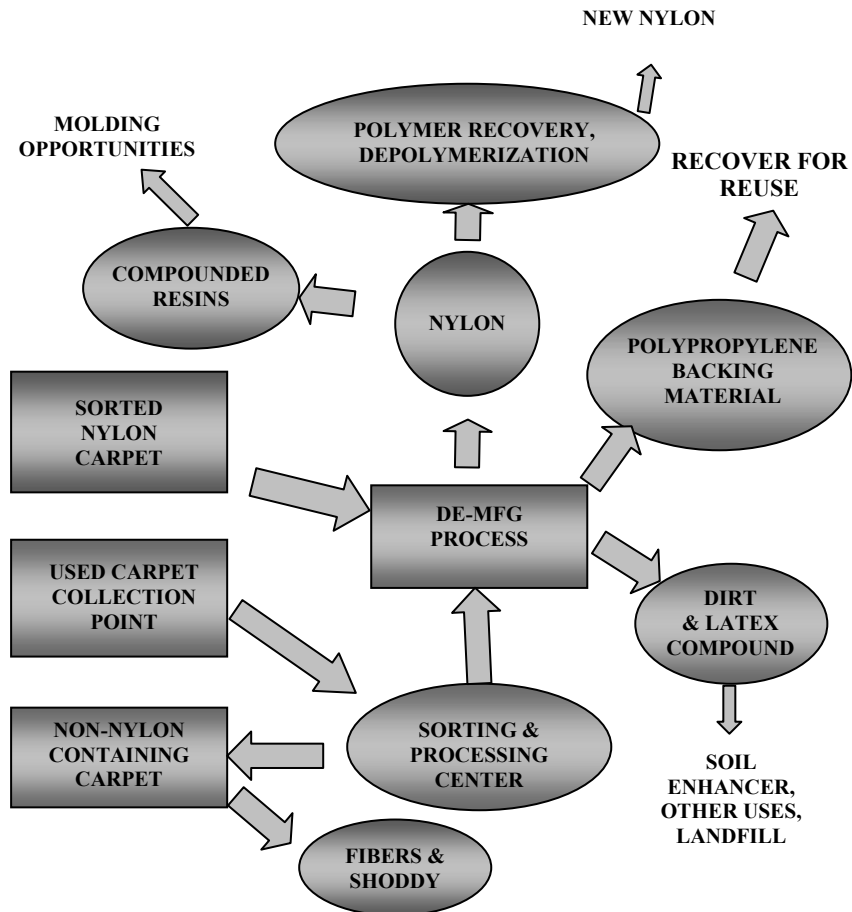 NEW NYLON
POLYMER RECOVERY,
DEPOLYMERIZATION
MOLDING
OPPORTUNITIES
RECOVER FOR
REUSE
COMPOUNDED
RESINS
NYLON
POLYPROPYLENE
BACKING
MATERIAL
SORTED
NYLON
CARPET
DE-MFG
PROCESS
USED CARPET
COLLECTION
POINT
DIRT
& LATEX
COMPOUND
NON-NYLON
CONTAINING
CARPET
SORTING &
PROCESSING
CENTER
SOIL
ENHANCER,
OTHER USES,
LANDFILL
FIBERS &
SHODDY